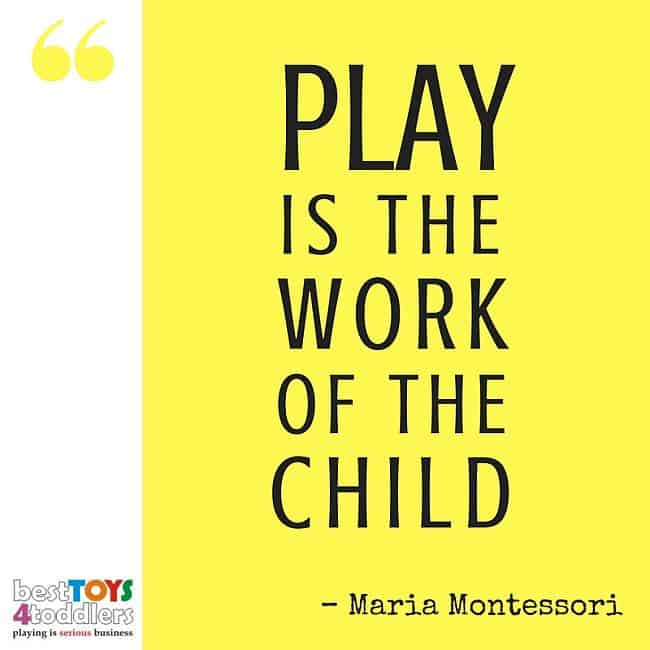 “
PLAY
IS THE
WORK
OF THE
CHILD
– Maria Montessori
bestTOYS
4toddlers
playing is serious business